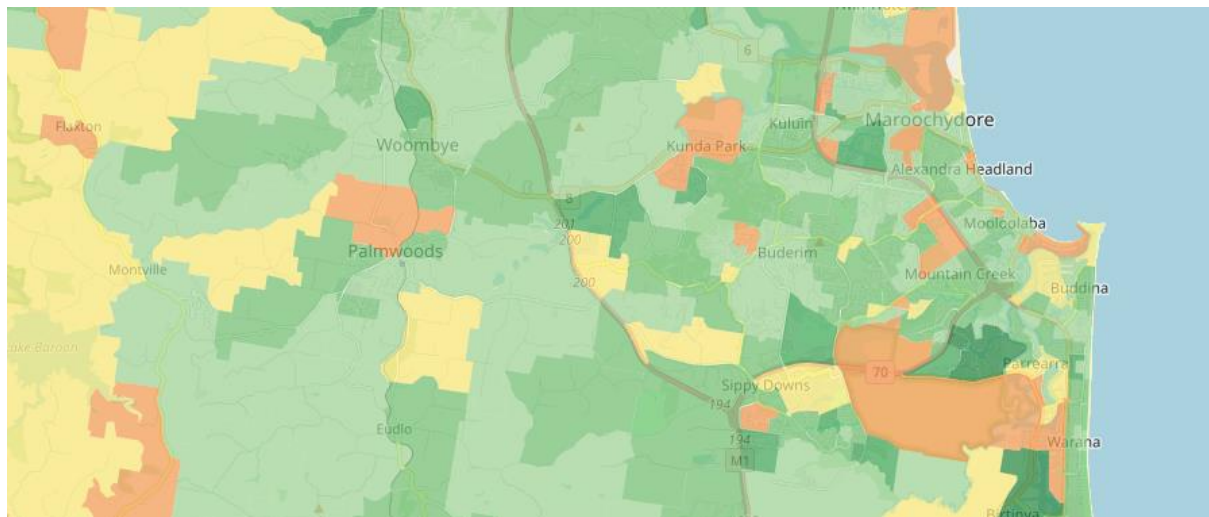 6
Flaxton
Woombye
Kunda Park
Kuluin
Maroochydore
Alexandra Headland
8
201
200
Palmwoods
Montville
200
Buderim
Mooloolaba
Mountain Creek
Buddina
Parrearra
70
Sippy Downs
194
Eudlo
194
M1
Warana
Birtinya